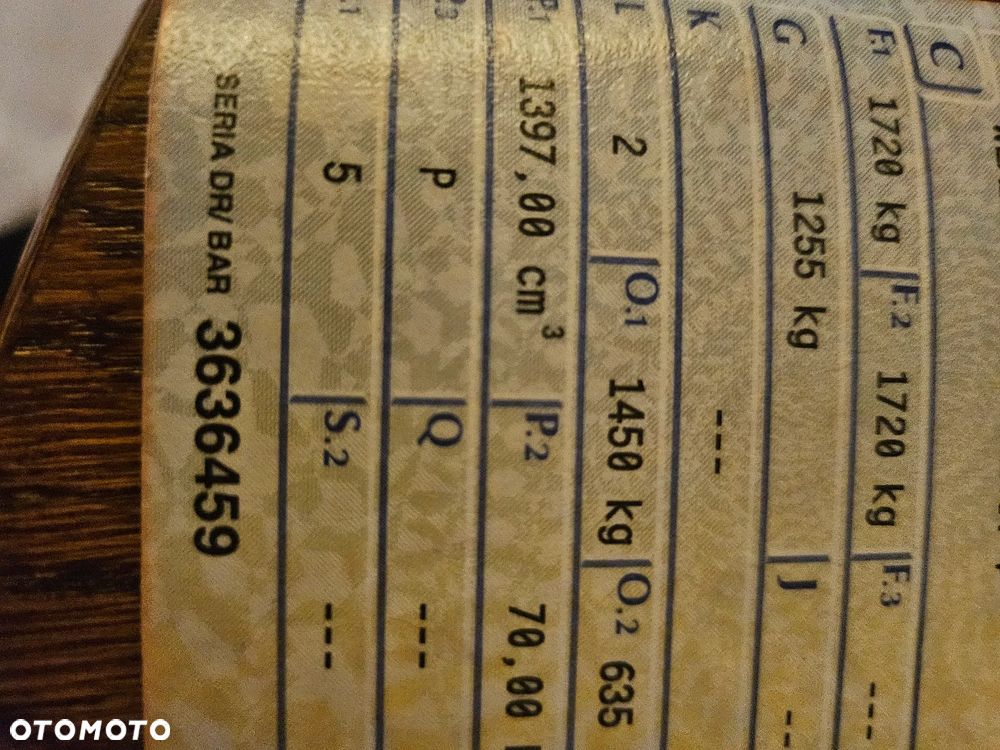 C
F.1 1720 kg F.2 1720 kg F.3 ---
G 1255 kg J --
K ---
L 2 O.1 1450 kg O.2 635
P.1 1397,00 cm³ P.2 70,00
P.3 P Q ---
S.1 5 S.2 ---
SERIA DR/BAR 3636459
OTOMOTO